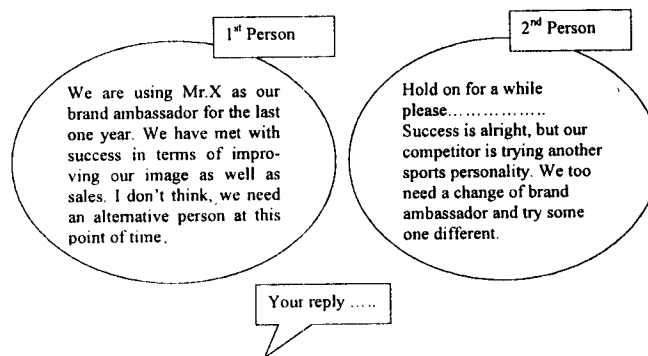 1st Person
We are using Mr.X as our
brand ambassador for the last
one year. We have met with
success in terms of improv-
ving our image as well as
sales. I don't think, we need
an alternative person at this
point of time.
2nd Person
Hold on for a while
please................
Success is alright, but our
competitor is trying another
sports personality. We too
need a change of brand
ambassador and try some
one different.
Your reply .....